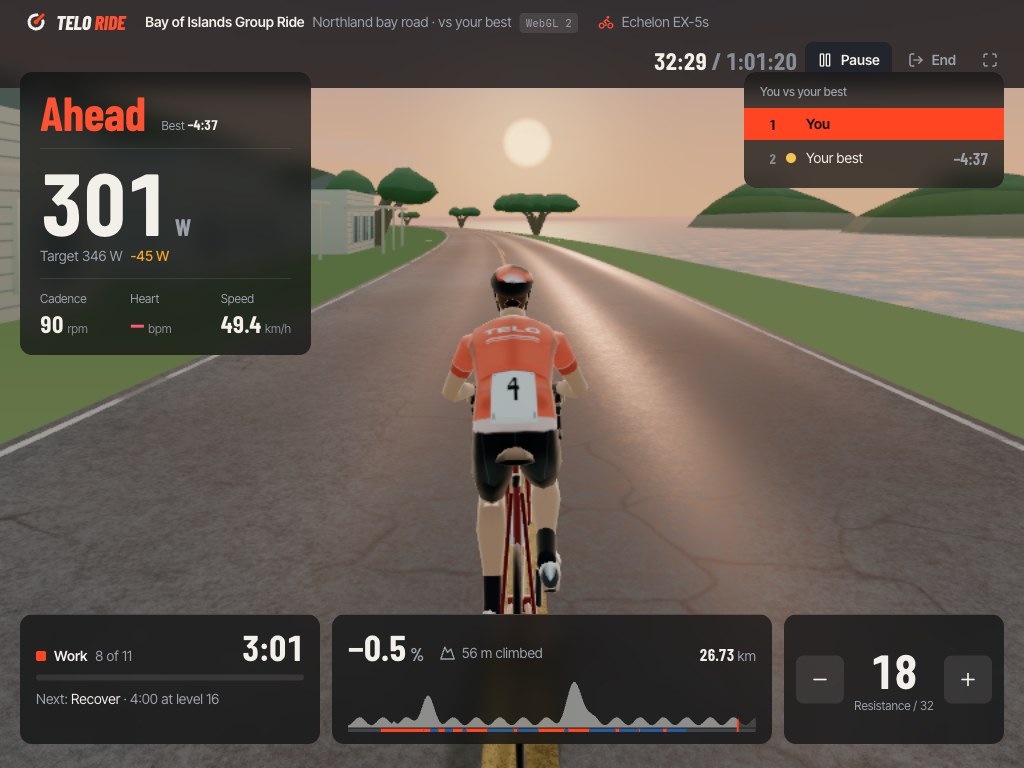 TELO RIDE Bay of Islands Group Ride Northland bay road · vs your best WebGL 2 Echelon EX-5s
32:29 / 1:01:20 Pause End
Ahead Best −4:37
301 W
Target 346 W -45 W
Cadence Heart Speed
90 rpm – bpm 49.4 km/h
You vs your best
1 You
2 Your best −4:37
TELO
4
Work 8 of 11 3:01
Next: Recover · 4:00 at level 16
−0.5 % 56 m climbed 26.73 km
− 18 +
Resistance / 32